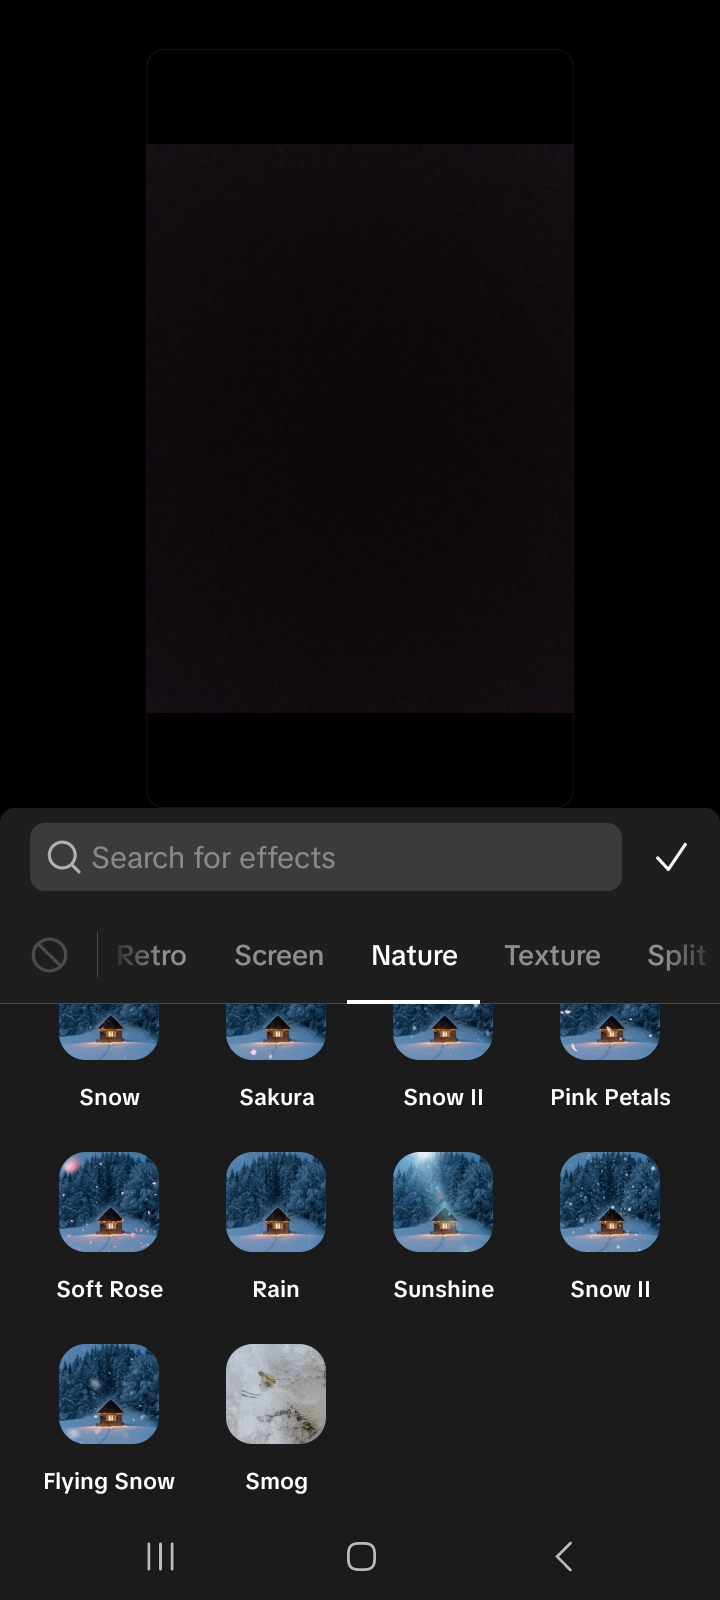 Search for effects
Retro Screen Nature Texture Split
Snow Sakura Snow II Pink Petals
Soft Rose Rain Sunshine Snow II
Flying Snow Smog